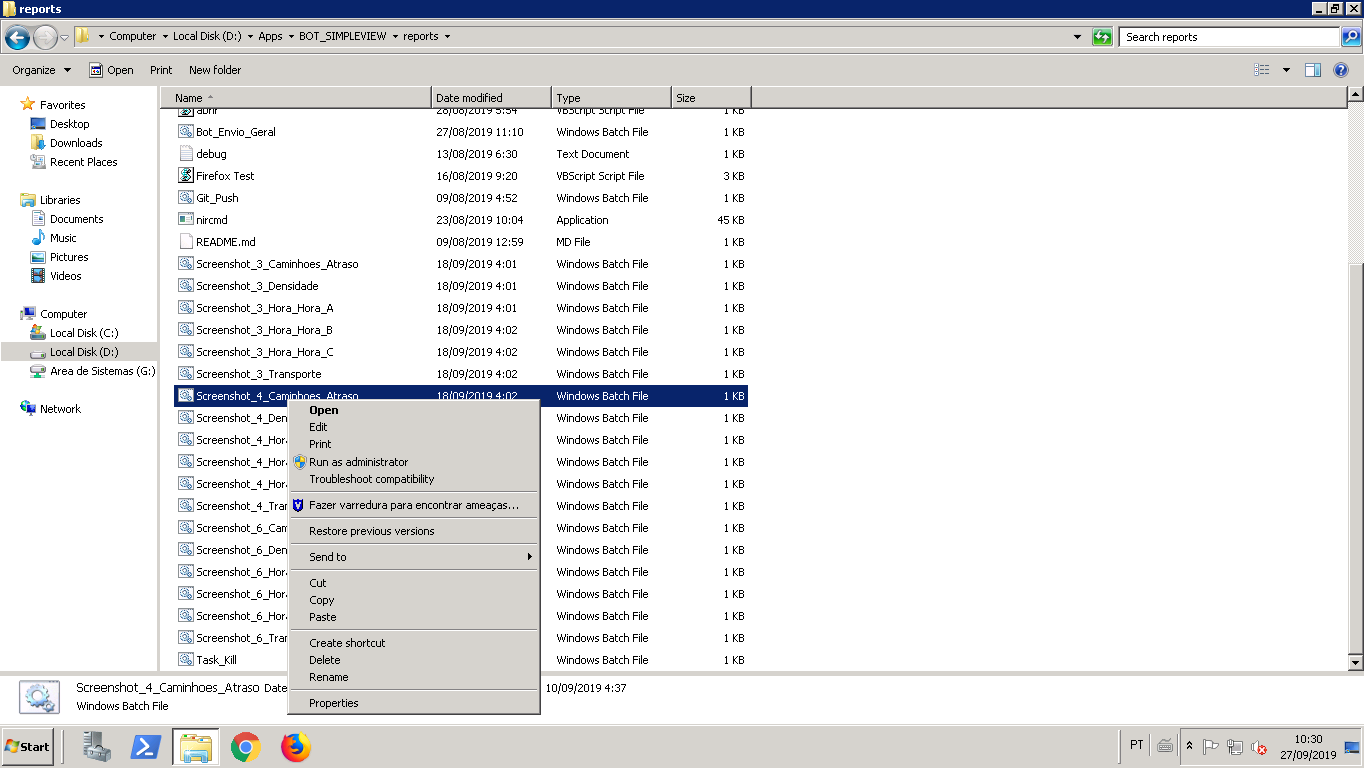 reports
Computer Local Disk (D:) Apps BOT_SIMPLEVIEW reports
Search reports
Organize Open Print New folder
Favorites
Desktop
Downloads
Recent Places
Libraries
Documents
Music
Pictures
Videos
Computer
Local Disk (C:)
Local Disk (D:)
Area de Sistemas (G:)
Network
Name Date modified Type Size
abrir 28/08/2019 5:54 VBScript Script File 1 KB
Bot_Envio_Geral 27/08/2019 11:10 Windows Batch File 1 KB
debug 13/08/2019 6:30 Text Document 1 KB
Firefox Test 16/08/2019 9:20 VBScript Script File 3 KB
Git_Push 09/08/2019 4:52 Windows Batch File 1 KB
nircmd 23/08/2019 10:04 Application 45 KB
README.md 09/08/2019 12:59 MD File 1 KB
Screenshot_3_Caminhoes_Atraso 18/09/2019 4:01 Windows Batch File 1 KB
Screenshot_3_Densidade 18/09/2019 4:01 Windows Batch File 1 KB
Screenshot_3_Hora_Hora_A 18/09/2019 4:01 Windows Batch File 1 KB
Screenshot_3_Hora_Hora_B 18/09/2019 4:02 Windows Batch File 1 KB
Screenshot_3_Hora_Hora_C 18/09/2019 4:02 Windows Batch File 1 KB
Screenshot_3_Transporte 18/09/2019 4:02 Windows Batch File 1 KB
Screenshot_4_Caminhoes_Atraso 18/09/2019 4:02 Windows Batch File 1 KB
Screenshot_4_Den Windows Batch File 1 KB
Screenshot_4_Hora Windows Batch File 1 KB
Screenshot_4_Hora Windows Batch File 1 KB
Screenshot_4_Hora Windows Batch File 1 KB
Screenshot_4_Tran Windows Batch File 1 KB
Screenshot_6_Cam Windows Batch File 1 KB
Screenshot_6_Den Windows Batch File 1 KB
Screenshot_6_Hora Windows Batch File 1 KB
Screenshot_6_Hora Windows Batch File 1 KB
Screenshot_6_Hora Windows Batch File 1 KB
Screenshot_6_Tran Windows Batch File 1 KB
Task_Kill Windows Batch File 1 KB
Open
Edit
Print
Run as administrator
Troubleshoot compatibility
Fazer varredura para encontrar ameaças...
Restore previous versions
Send to
Cut
Copy
Paste
Create shortcut
Delete
Rename
Properties
Screenshot_4_Caminhoes_Atraso Date 10/09/2019 4:37
Windows Batch File
Start
PT
10:30
27/09/2019